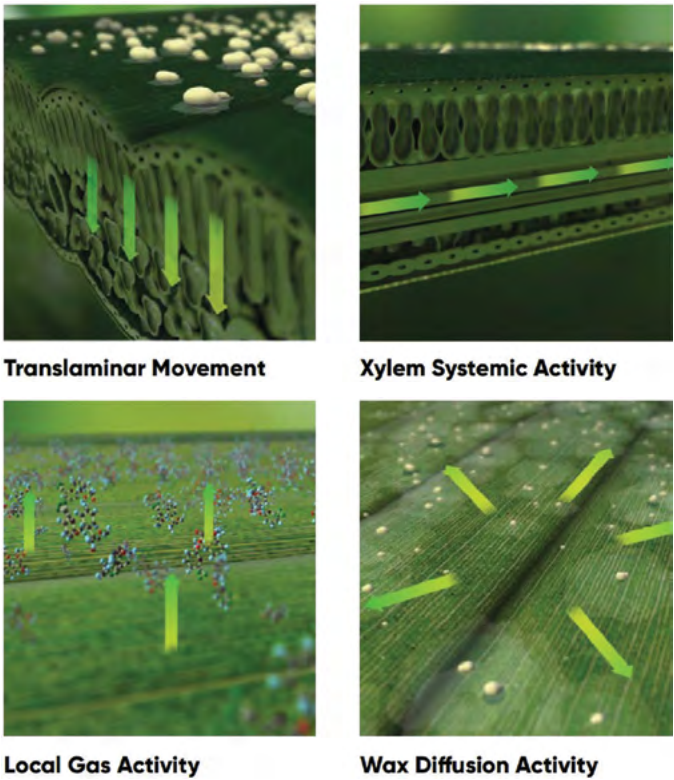 Translaminar Movement
Xylem Systemic Activity
Local Gas Activity
Wax Diffusion Activity